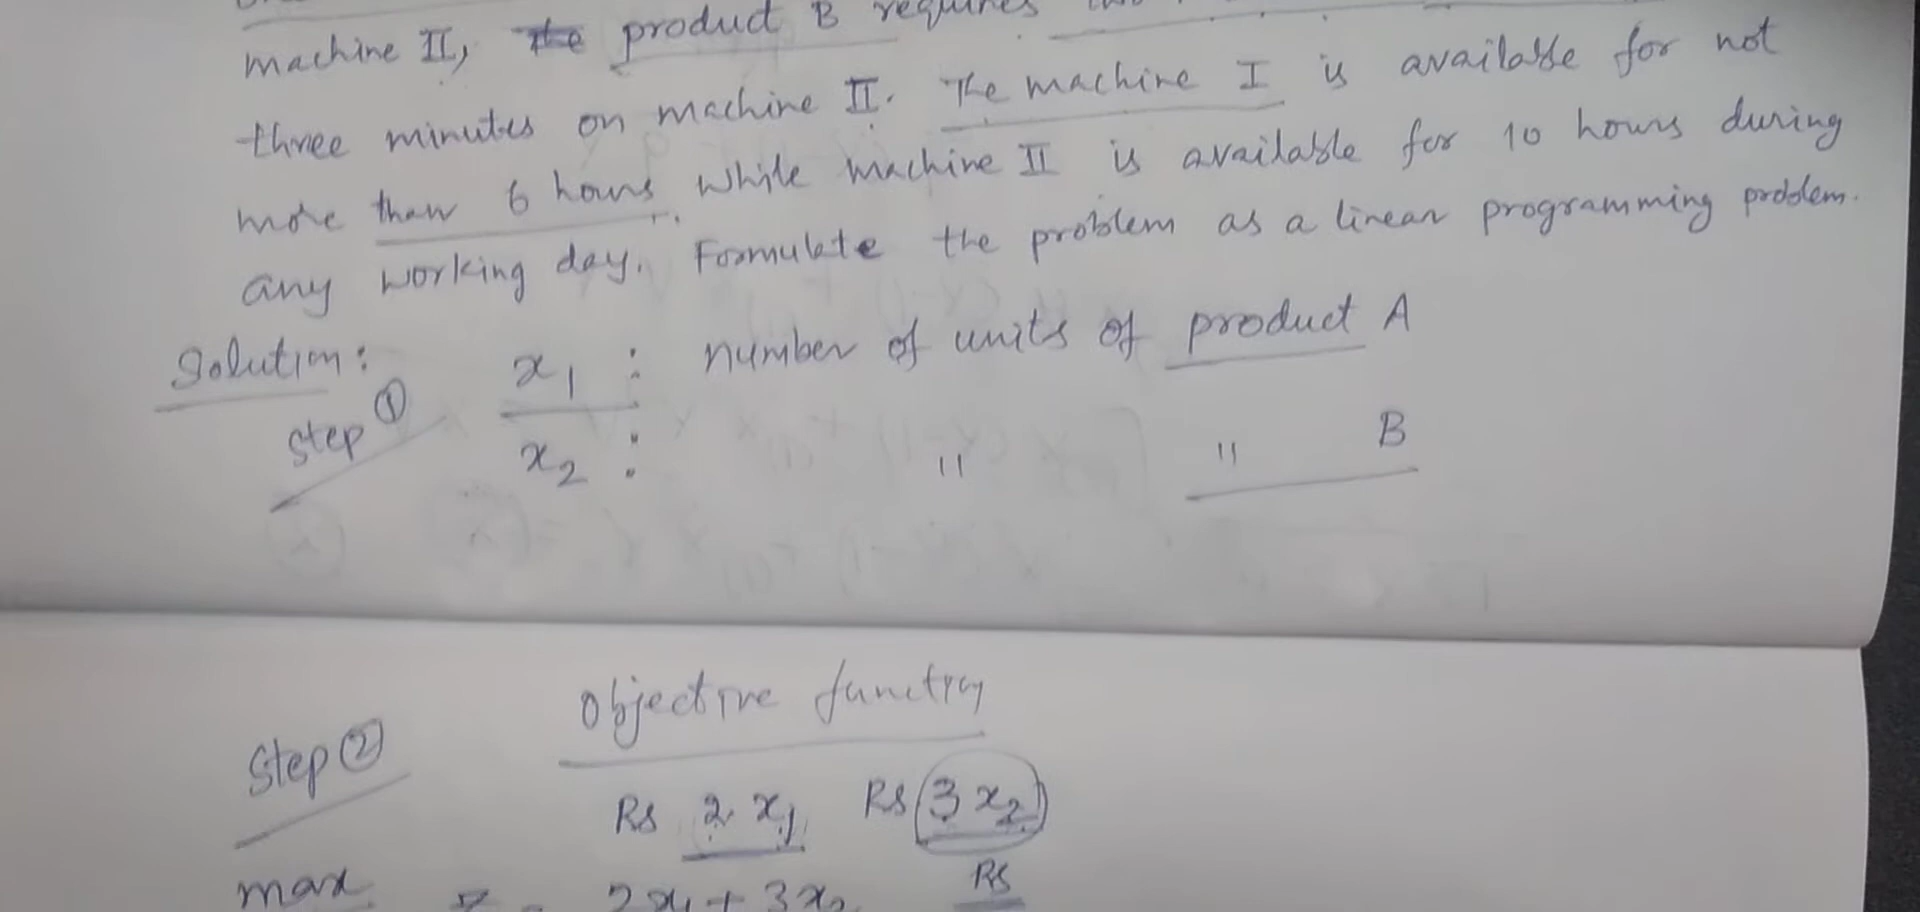 machine II, the product B requires
three minutes on machine II. The machine I is available for not
more than 6 hours while machine II is available for 10 hours during
any working day. Formulate the problem as a linear programming problem.
Solution:
Step ① x₁ : number of units of product A
x₂ : " " B
Step ② Objective function
Rs 2x₁ Rs 3x₂
max z = 2x₁ + 3x₂ Rs